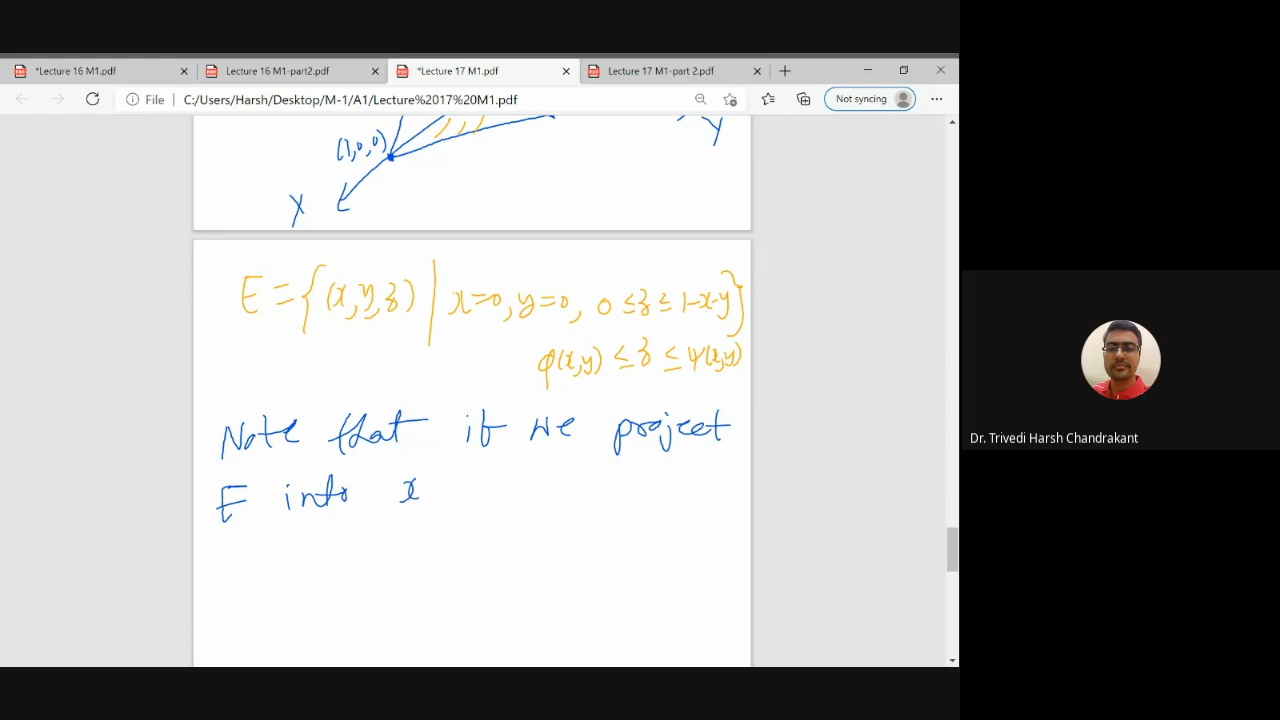 *Lecture 16 M1.pdf
Lecture 16 M1-part2.pdf
*Lecture 17 M1.pdf
Lecture 17 M1-part 2.pdf
File
C:/Users/Harsh/Desktop/M-1/A1/Lecture%2017%20M1.pdf
Not syncing
(1,0,0)
Y
X
E = {(x,y,z) | x=0, y=0, 0 ≤ z ≤ 1-x-y}
φ(x,y) ≤ z ≤ ψ(x,y)
Note that if we project
E into x
Dr. Trivedi Harsh Chandrakant